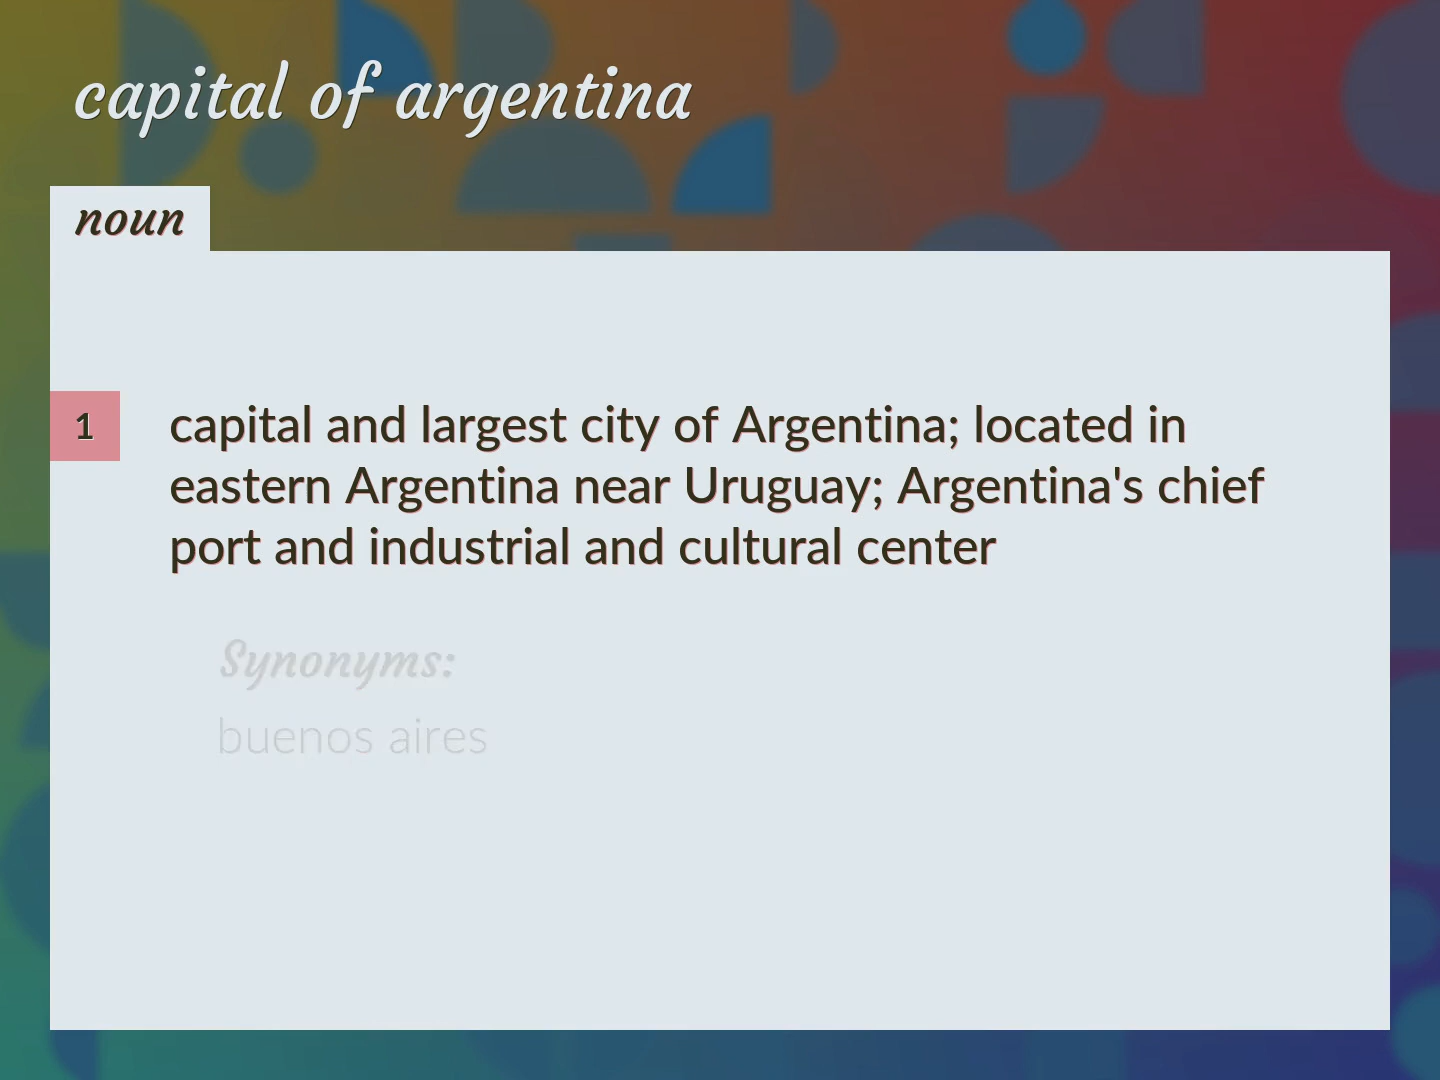 capital of argentina
noun
1
capital and largest city of Argentina; located in
eastern Argentina near Uruguay; Argentina's chief
port and industrial and cultural center
Synonyms:
buenos aires